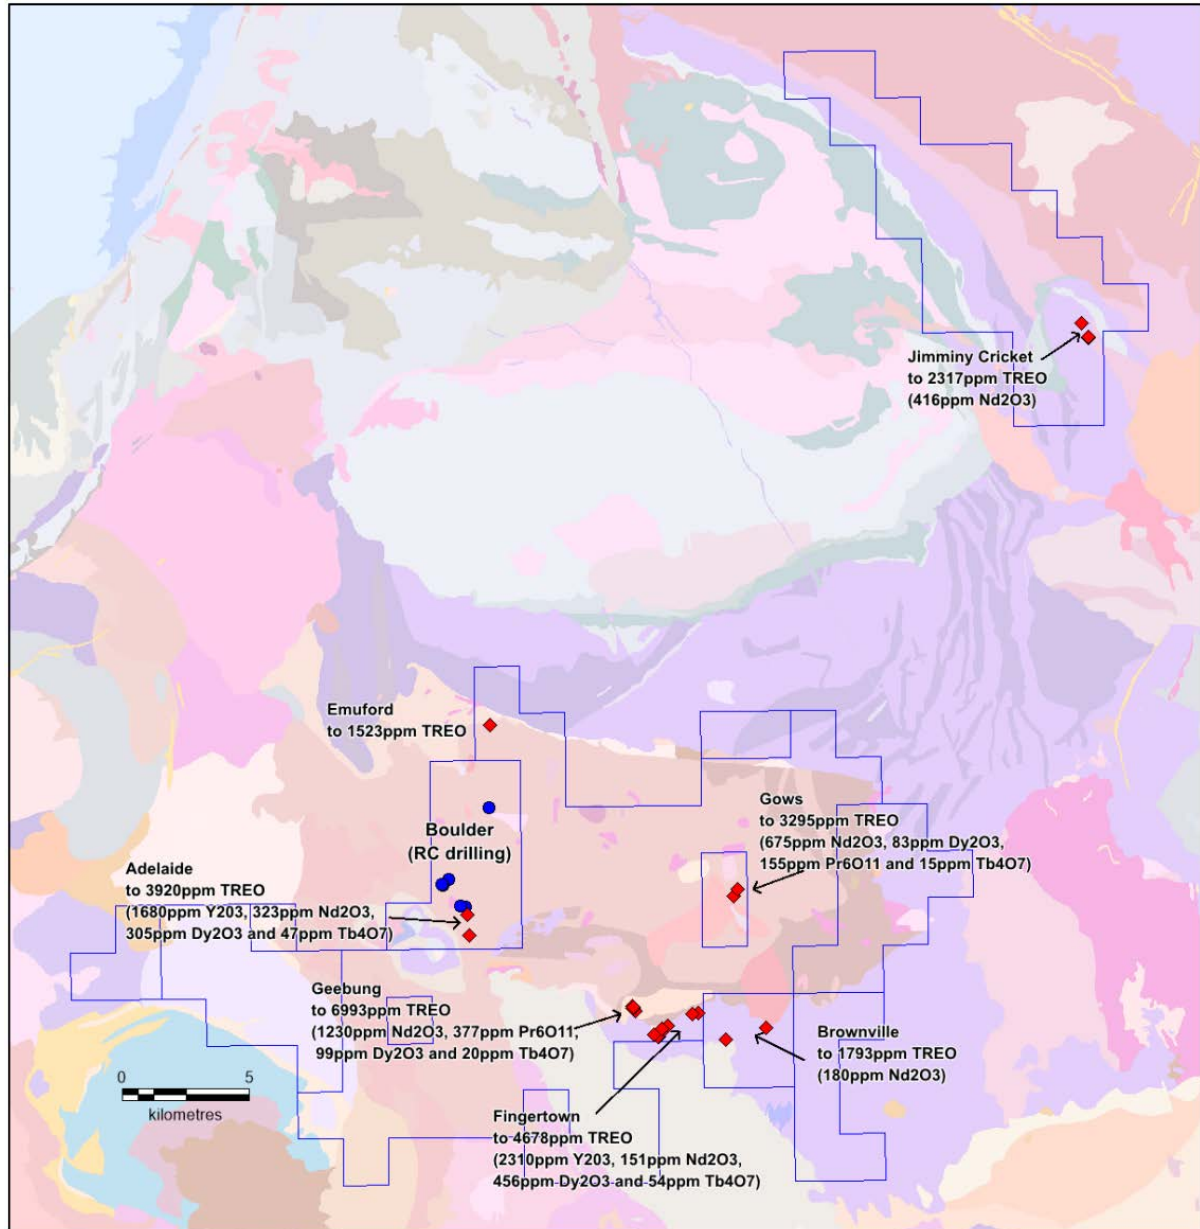 Jimminy Cricket
to 2317ppm TREO
(416ppm Nd2O3)
Emuford
to 1523ppm TREO
Gows
to 3295ppm TREO
(675ppm Nd2O3, 83ppm Dy2O3,
155ppm Pr6O11 and 15ppm Tb4O7)
Boulder
(RC drilling)
Adelaide
to 3920ppm TREO
(1680ppm Y203, 323ppm Nd2O3,
305ppm Dy2O3 and 47ppm Tb4O7)
Geebung
to 6993ppm TREO
(1230ppm Nd2O3, 377ppm Pr6O11,
99ppm Dy2O3 and 20ppm Tb4O7)
Brownville
to 1793ppm TREO
(180ppm Nd2O3)
0 5
kilometres
Fingertown
to 4678ppm TREO
(2310ppm Y203, 151ppm Nd2O3,
456ppm Dy2O3 and 54ppm Tb4O7)